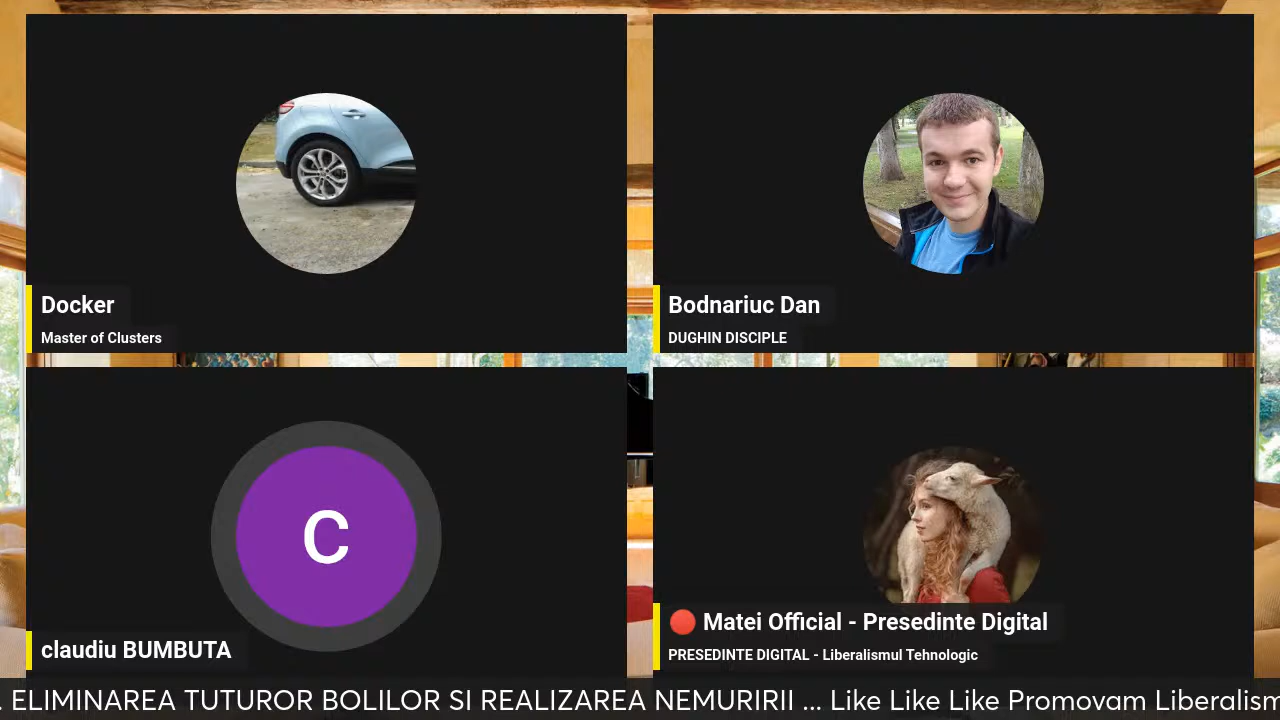 Docker
Master of Clusters
Bodnariuc Dan
DUGHIN DISCIPLE
C
claudiu BUMBUTA
🔴 Matei Official - Presedinte Digital
PRESEDINTE DIGITAL - Liberalismul Tehnologic
. ELIMINAREA TUTUROR BOLILOR SI REALIZAREA NEMURIRII ... Like Like Like Promovam Liberalism